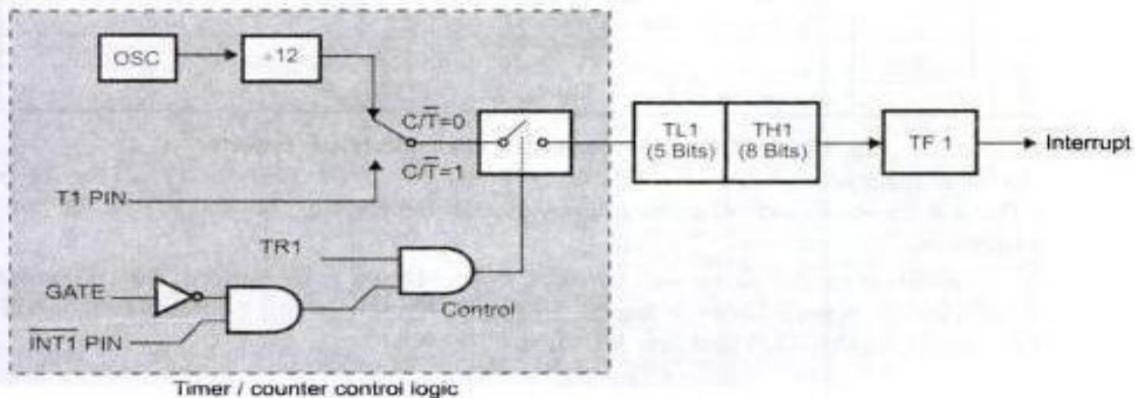 OSC
÷12
C/T̅=0
C/T̅=1
T1 PIN
TL1
(5 Bits)
TH1
(8 Bits)
TF 1
Interrupt
TR1
GATE
Control
I̅N̅T̅1̅ PIN
Timer / counter control logic